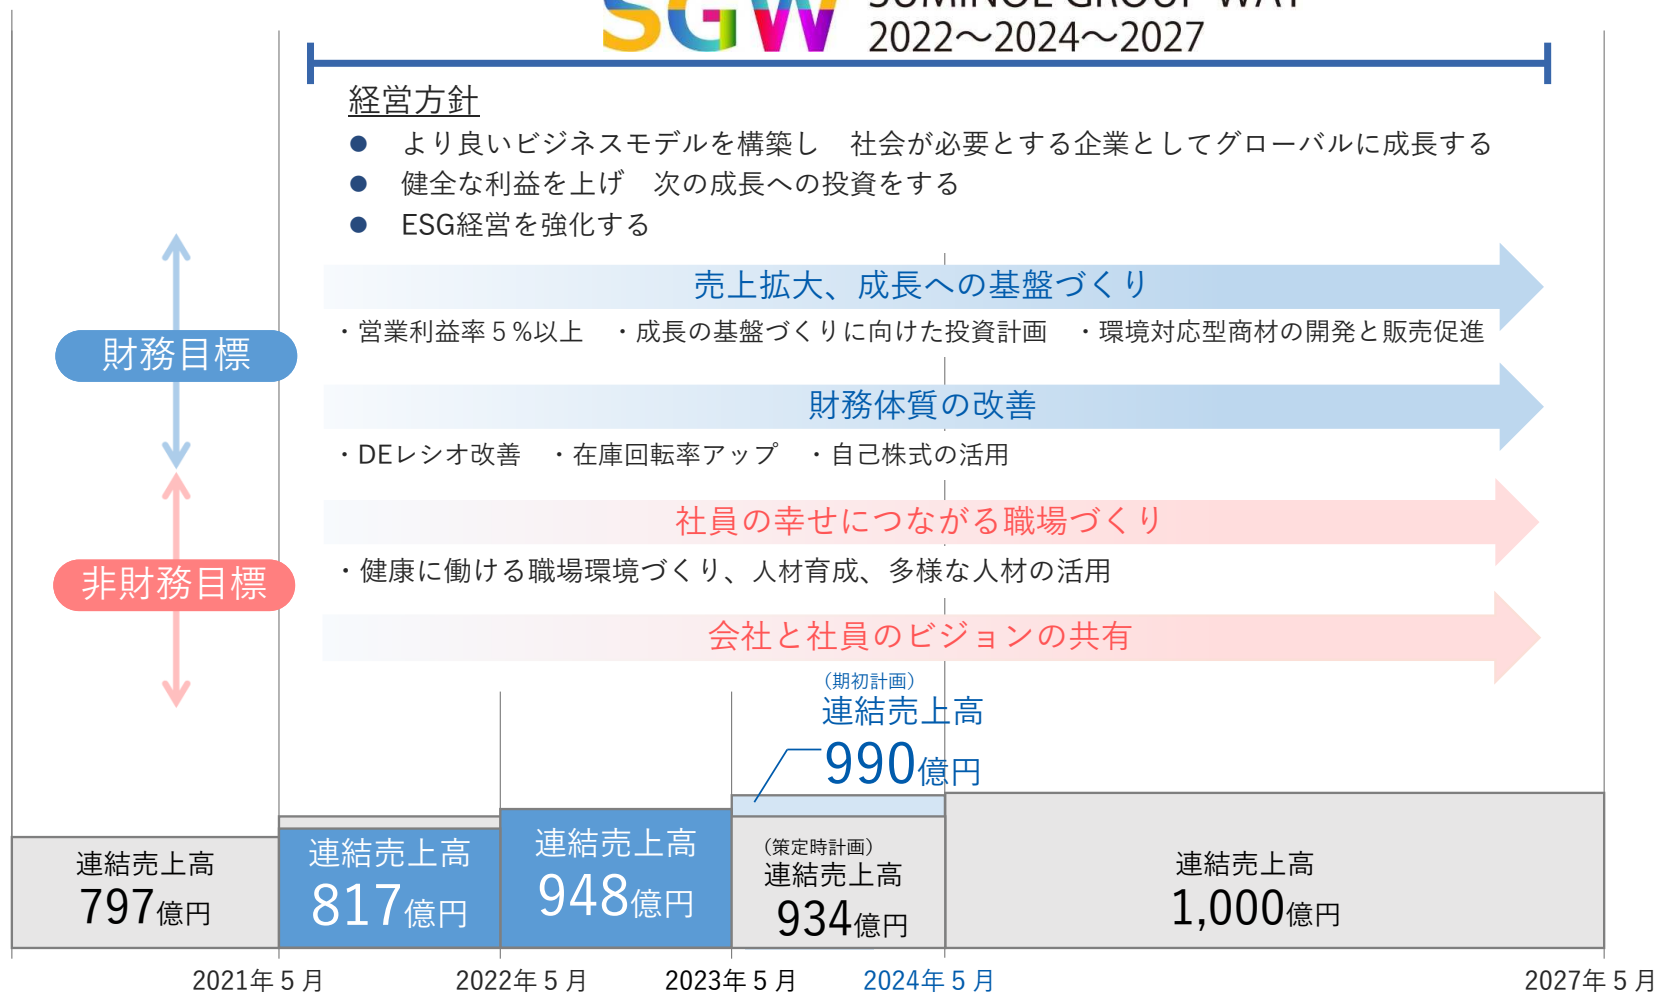 SGW
SUMINOE GROUP WAY
2022～2024～2027
経営方針
● より良いビジネスモデルを構築し　社会が必要とする企業としてグローバルに成長する
● 健全な利益を上げ　次の成長への投資をする
● ESG経営を強化する
売上拡大、成長への基盤づくり
・営業利益率５%以上　・成長の基盤づくりに向けた投資計画　・環境対応型商材の開発と販売促進
財務目標
財務体質の改善
・DEレシオ改善　・在庫回転率アップ　・自己株式の活用
社員の幸せにつながる職場づくり
・健康に働ける職場環境づくり、人材育成、多様な人材の活用
非財務目標
会社と社員のビジョンの共有
（期初計画）
連結売上高
990億円
連結売上高
797億円
連結売上高
817億円
連結売上高
948億円
（策定時計画）
連結売上高
934億円
連結売上高
1,000億円
2021年５月
2022年５月
2023年５月
2024年５月
2027年５月